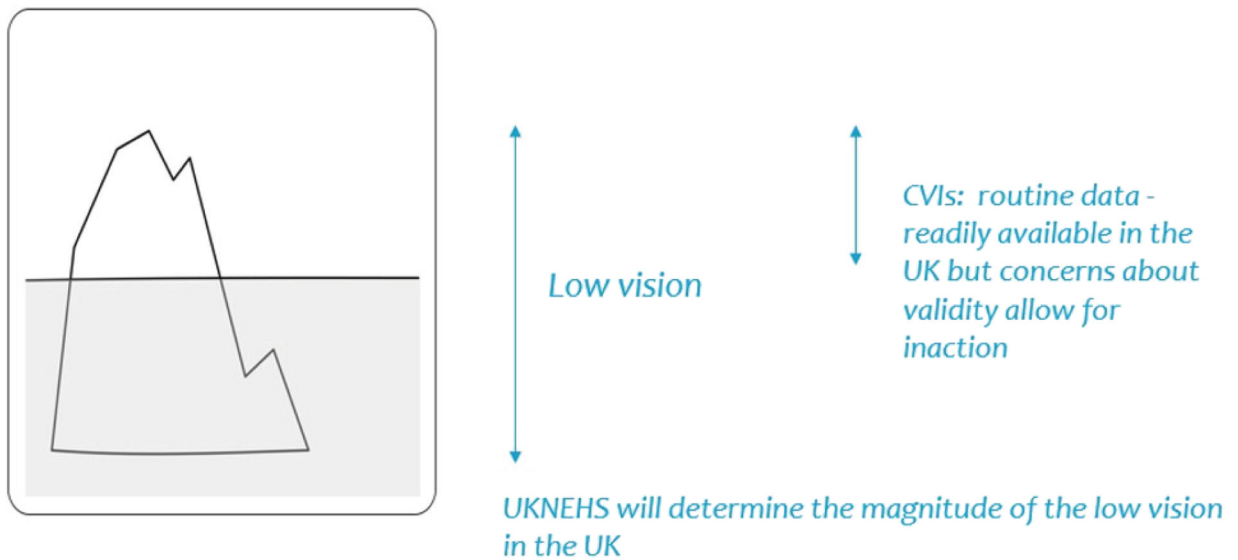 Low vision
CVIs:  routine data -
readily available in the
UK but concerns about
validity allow for
inaction
UKNEHS will determine the magnitude of the low vision
in the UK